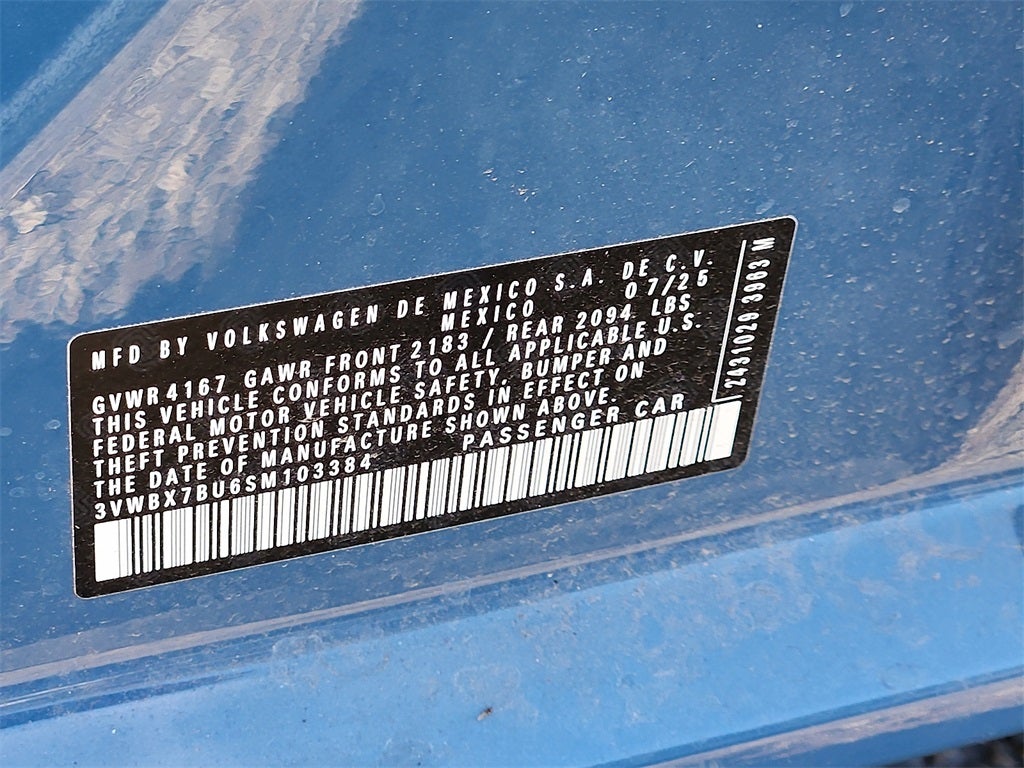 MFD BY VOLKSWAGEN DE MEXICO S.A. DE C.V.
MEXICO 07/25
GVWR 4167 GAWR FRONT 2183 / REAR 2094 LBS
THIS VEHICLE CONFORMS TO ALL APPLICABLE U.S.
FEDERAL MOTOR VEHICLE SAFETY, BUMPER AND
THEFT PREVENTION STANDARDS IN EFFECT ON
THE DATE OF MANUFACTURE SHOWN ABOVE.
3VWBX7BU6SM103384 PASSENGER CAR
2431029 3963 M